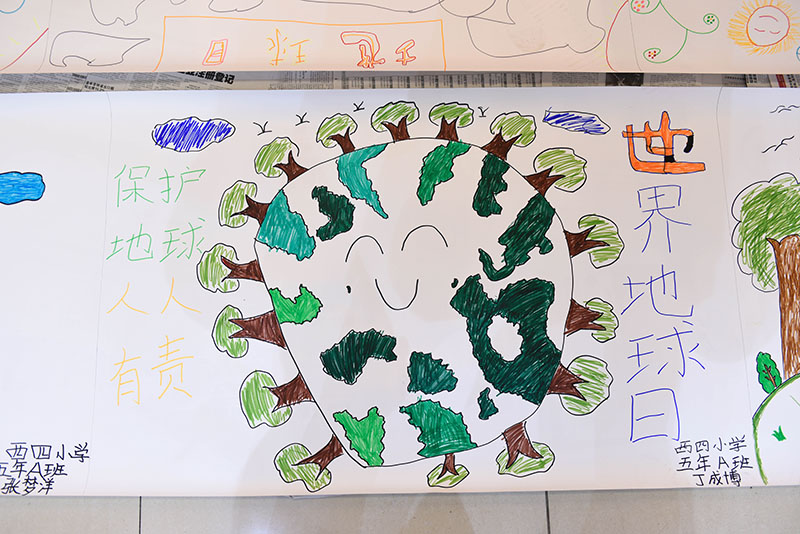 保护
地球
人人
有责
世
界
地
球
日
西四小学
五年A班
张梦洋
西四小学
五年A班
丁成博